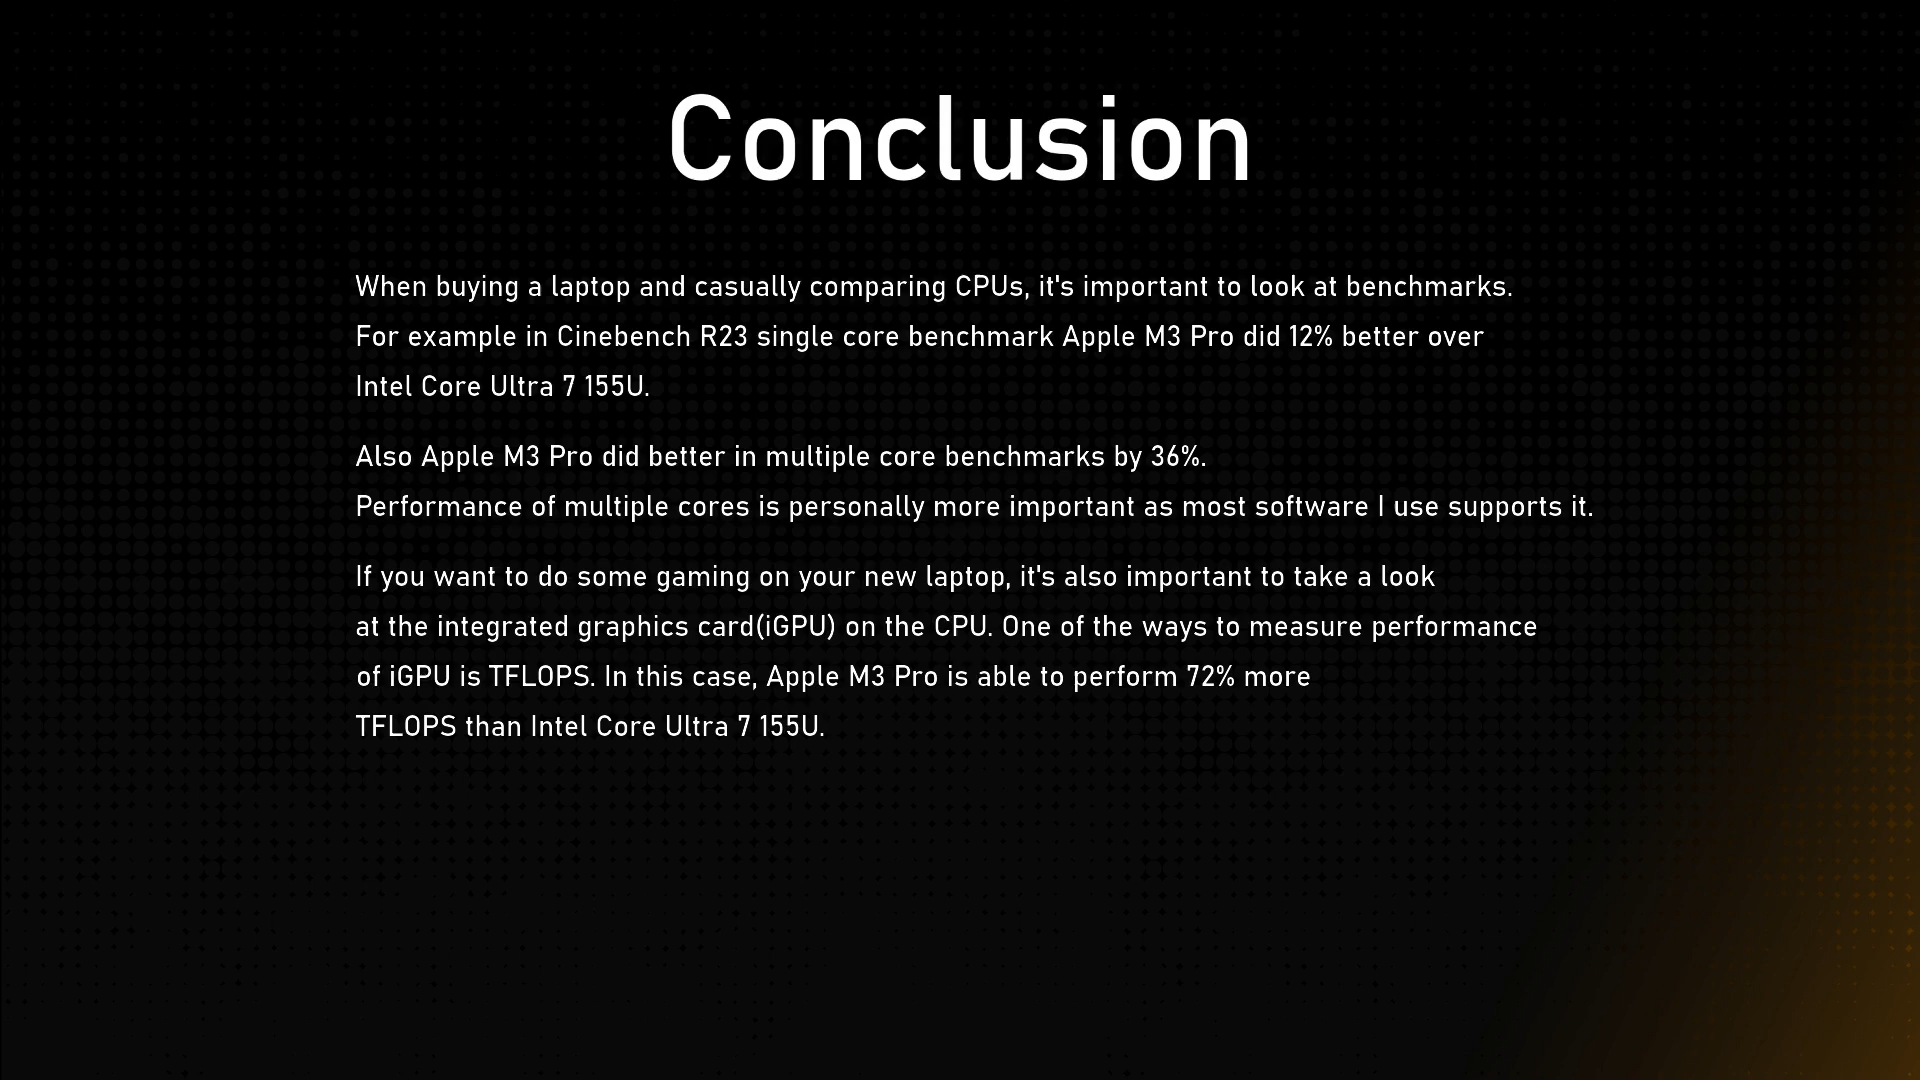 Conclusion
When buying a laptop and casually comparing CPUs, it's important to look at benchmarks.
For example in Cinebench R23 single core benchmark Apple M3 Pro did 12% better over
Intel Core Ultra 7 155U.
Also Apple M3 Pro did better in multiple core benchmarks by 36%.
Performance of multiple cores is personally more important as most software I use supports it.
If you want to do some gaming on your new laptop, it's also important to take a look
at the integrated graphics card(iGPU) on the CPU. One of the ways to measure performance
of iGPU is TFLOPS. In this case, Apple M3 Pro is able to perform 72% more
TFLOPS than Intel Core Ultra 7 155U.